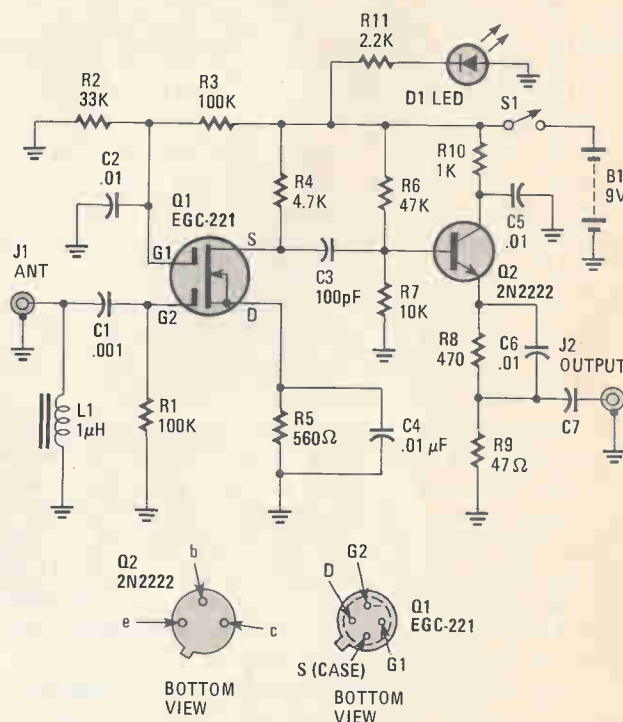 R11
2.2K
D1 LED
R2
33K
R3
100K
S1
C2
.01
Q1
EGC-221
R4
4.7K
R6
47K
R10
1K
B1
9V
J1
ANT
G1
S
C3
100pF
C5
.01
Q2
2N2222
G2
D
R7
10K
C1
.001
R8
470
C6
.01
J2
OUTPUT
L1
1µH
R1
100K
R5
560Ω
C4
.01 µF
R9
47Ω
C7
Q2
2N2222
b
e
c
BOTTOM
VIEW
G2
D
Q1
EGC-221
S (CASE)
G1
BOTTOM
VIEW